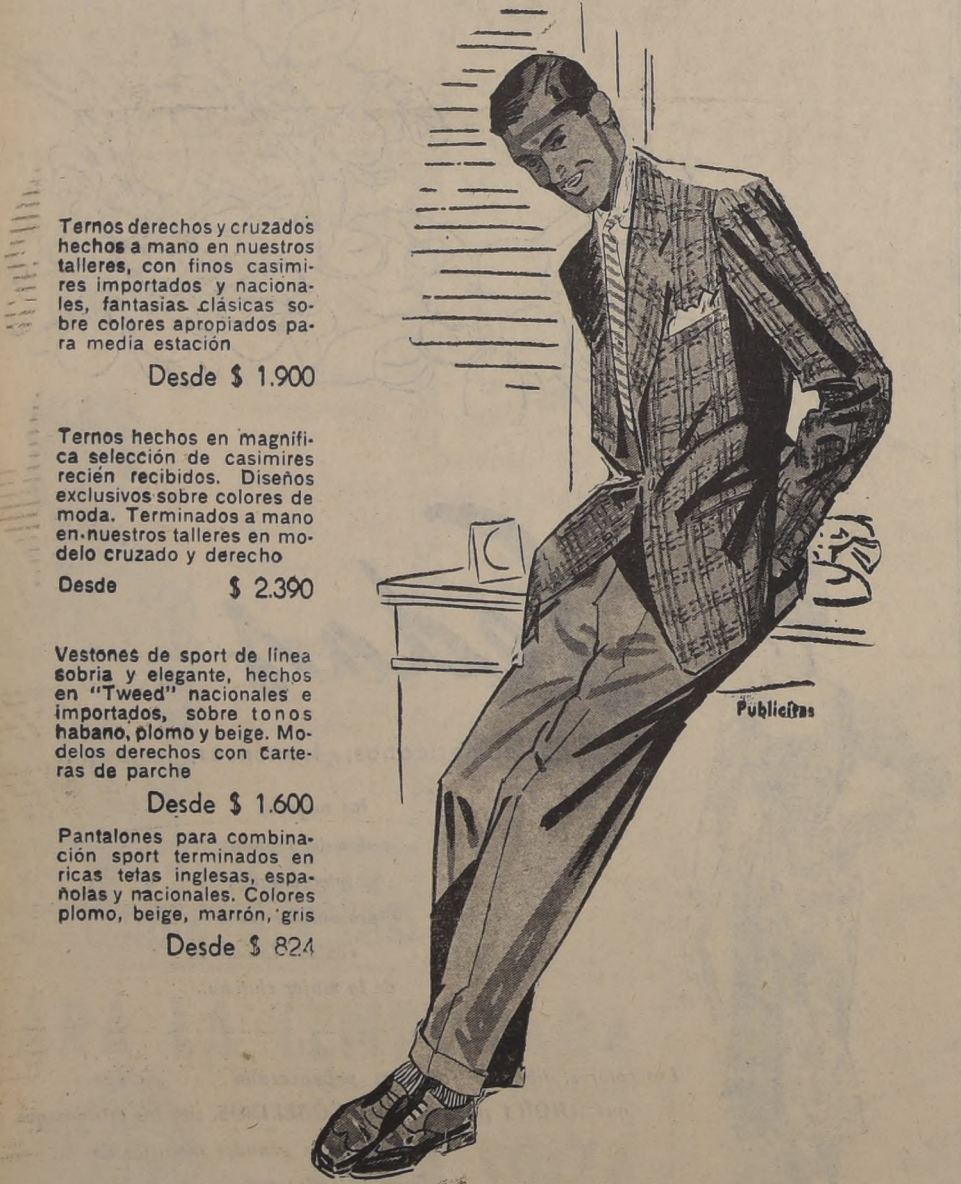 Ternos derechos y cruzados
hechos a mano en nuestros
talleres, con finos casimi-
res importados y naciona-
les, fantasías clásicas so-
bre colores apropiados pa-
ra media estación
Desde $ 1.900
Ternos hechos en magnífi-
ca selección de casimires
recién recibidos. Diseños
exclusivos sobre colores de
moda. Terminados a mano
en nuestros talleres en mo-
delo cruzado y derecho
Desde $ 2.390
Vestones de sport de línea
sobria y elegante, hechos
en "Tweed" nacionales e
importados, sobre tonos
habano, plomo y beige. Mo-
delos derechos con Carte-
ras de parche
Desde $ 1.600
Pantalones para combina-
ción sport terminados en
ricas telas inglesas, espa-
ñolas y nacionales. Colores
plomo, beige, marrón, gris
Desde $ 824
Publicitas